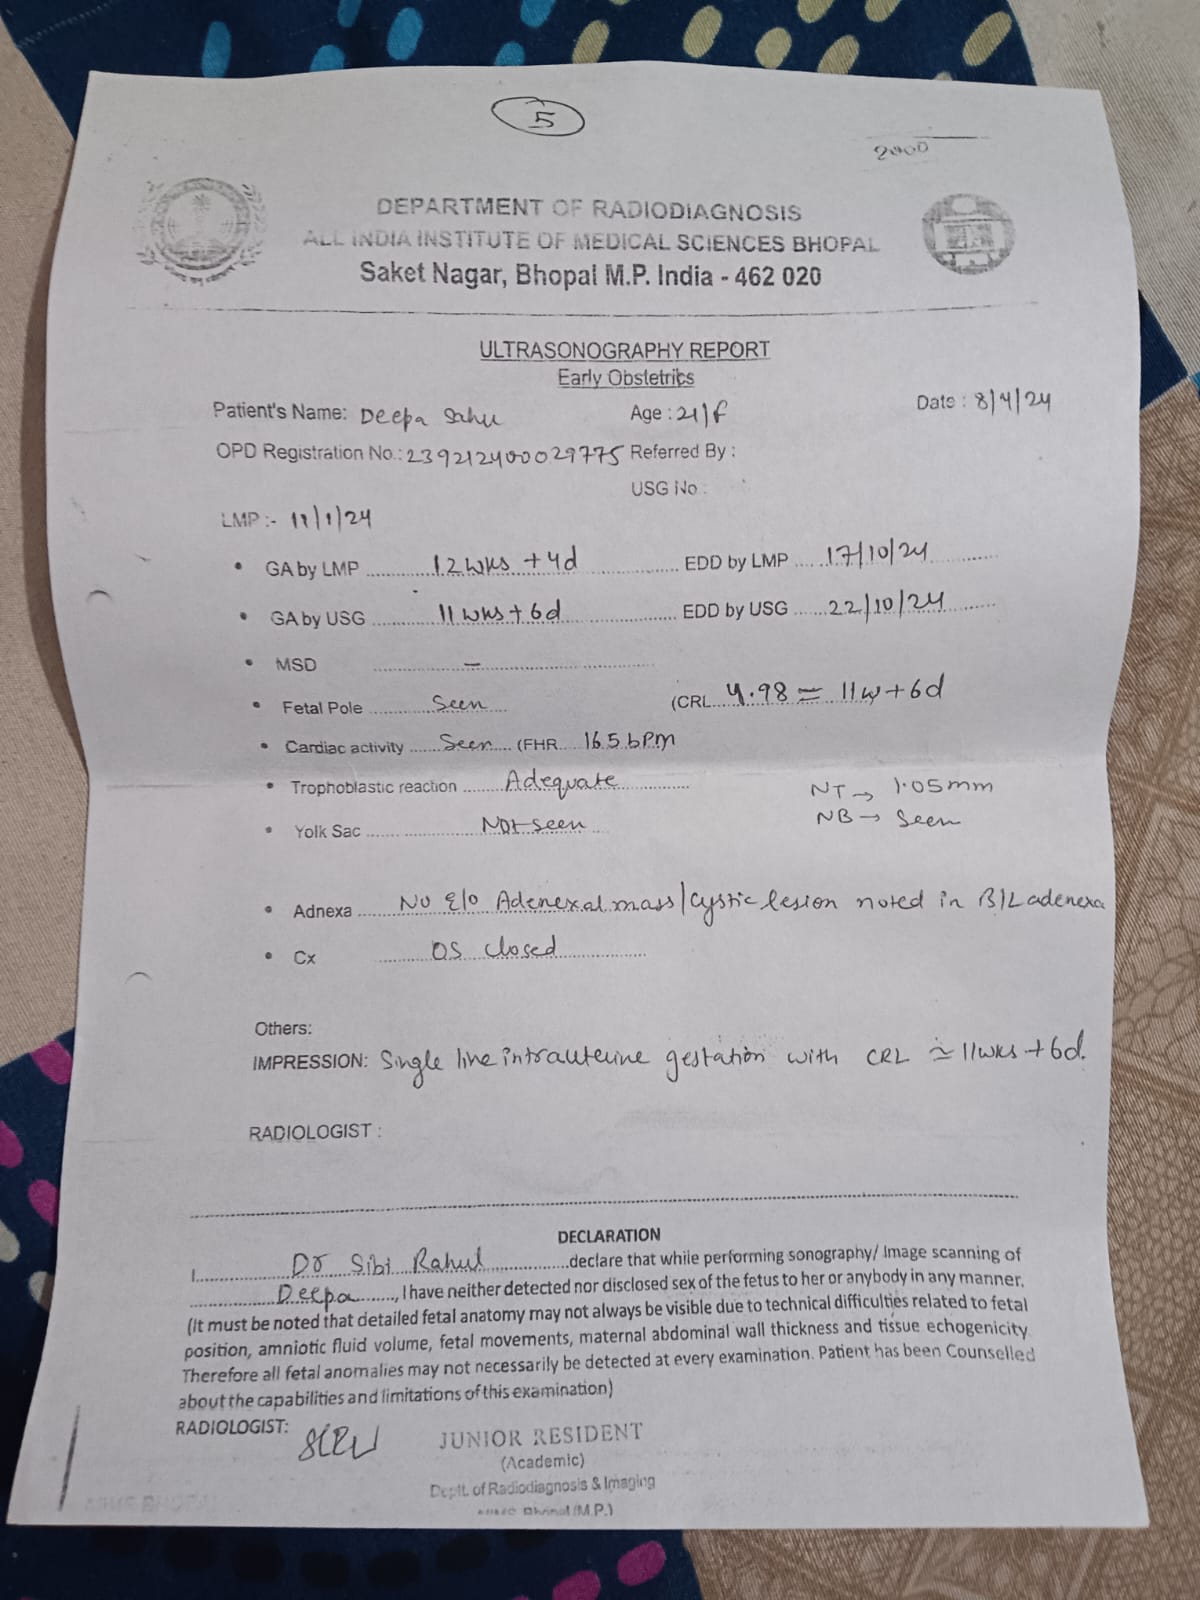 5
2000
DEPARTMENT OF RADIODIAGNOSIS
ALL INDIA INSTITUTE OF MEDICAL SCIENCES BHOPAL
Saket Nagar, Bhopal M.P. India - 462 020
ULTRASONOGRAPHY REPORT
Early Obstetrics
Patient's Name: Deepa Sahu Age : 21/f Date : 8/4/24
OPD Registration No.: 239212400029775 Referred By :
USG No :
LMP :- 11/1/24
• GA by LMP ..... 12 wks + 4d ..... EDD by LMP ..... 17/10/24 .....
• GA by USG ..... 11 wks + 6d ..... EDD by USG ..... 22/10/24 .....
• MSD ..... – .....
• Fetal Pole ..... Seen ..... (CRL ... 4.98 = 11w + 6d
• Cardiac activity ..... Seen .... (FHR ... 165 bPM
• Trophoblastic reaction ..... Adequate ..... NT → 1.05mm
NB → Seen
• Yolk Sac ..... Not seen .....
• Adnexa ..... No e/o Adenexal mass/cystic lesion noted in B/L adenexa
• Cx ..... OS closed .....
Others:
IMPRESSION: Single line intrauterine gestation with CRL ≃ 11wks + 6d.
RADIOLOGIST :
DECLARATION
I ..... Dr Sibi Rahul ..... declare that while performing sonography/ Image scanning of
..... Deepa ....., I have neither detected nor disclosed sex of the fetus to her or anybody in any manner.
(It must be noted that detailed fetal anatomy may not always be visible due to technical difficulties related to fetal
position, amniotic fluid volume, fetal movements, maternal abdominal wall thickness and tissue echogenicity
Therefore all fetal anomalies may not necessarily be detected at every examination. Patient has been Counselled
about the capabilities and limitations of this examination)
RADIOLOGIST:
JUNIOR RESIDENT
(Academic)
Deptt. of Radiodiagnosis & Imaging
Bhopal (M.P.)